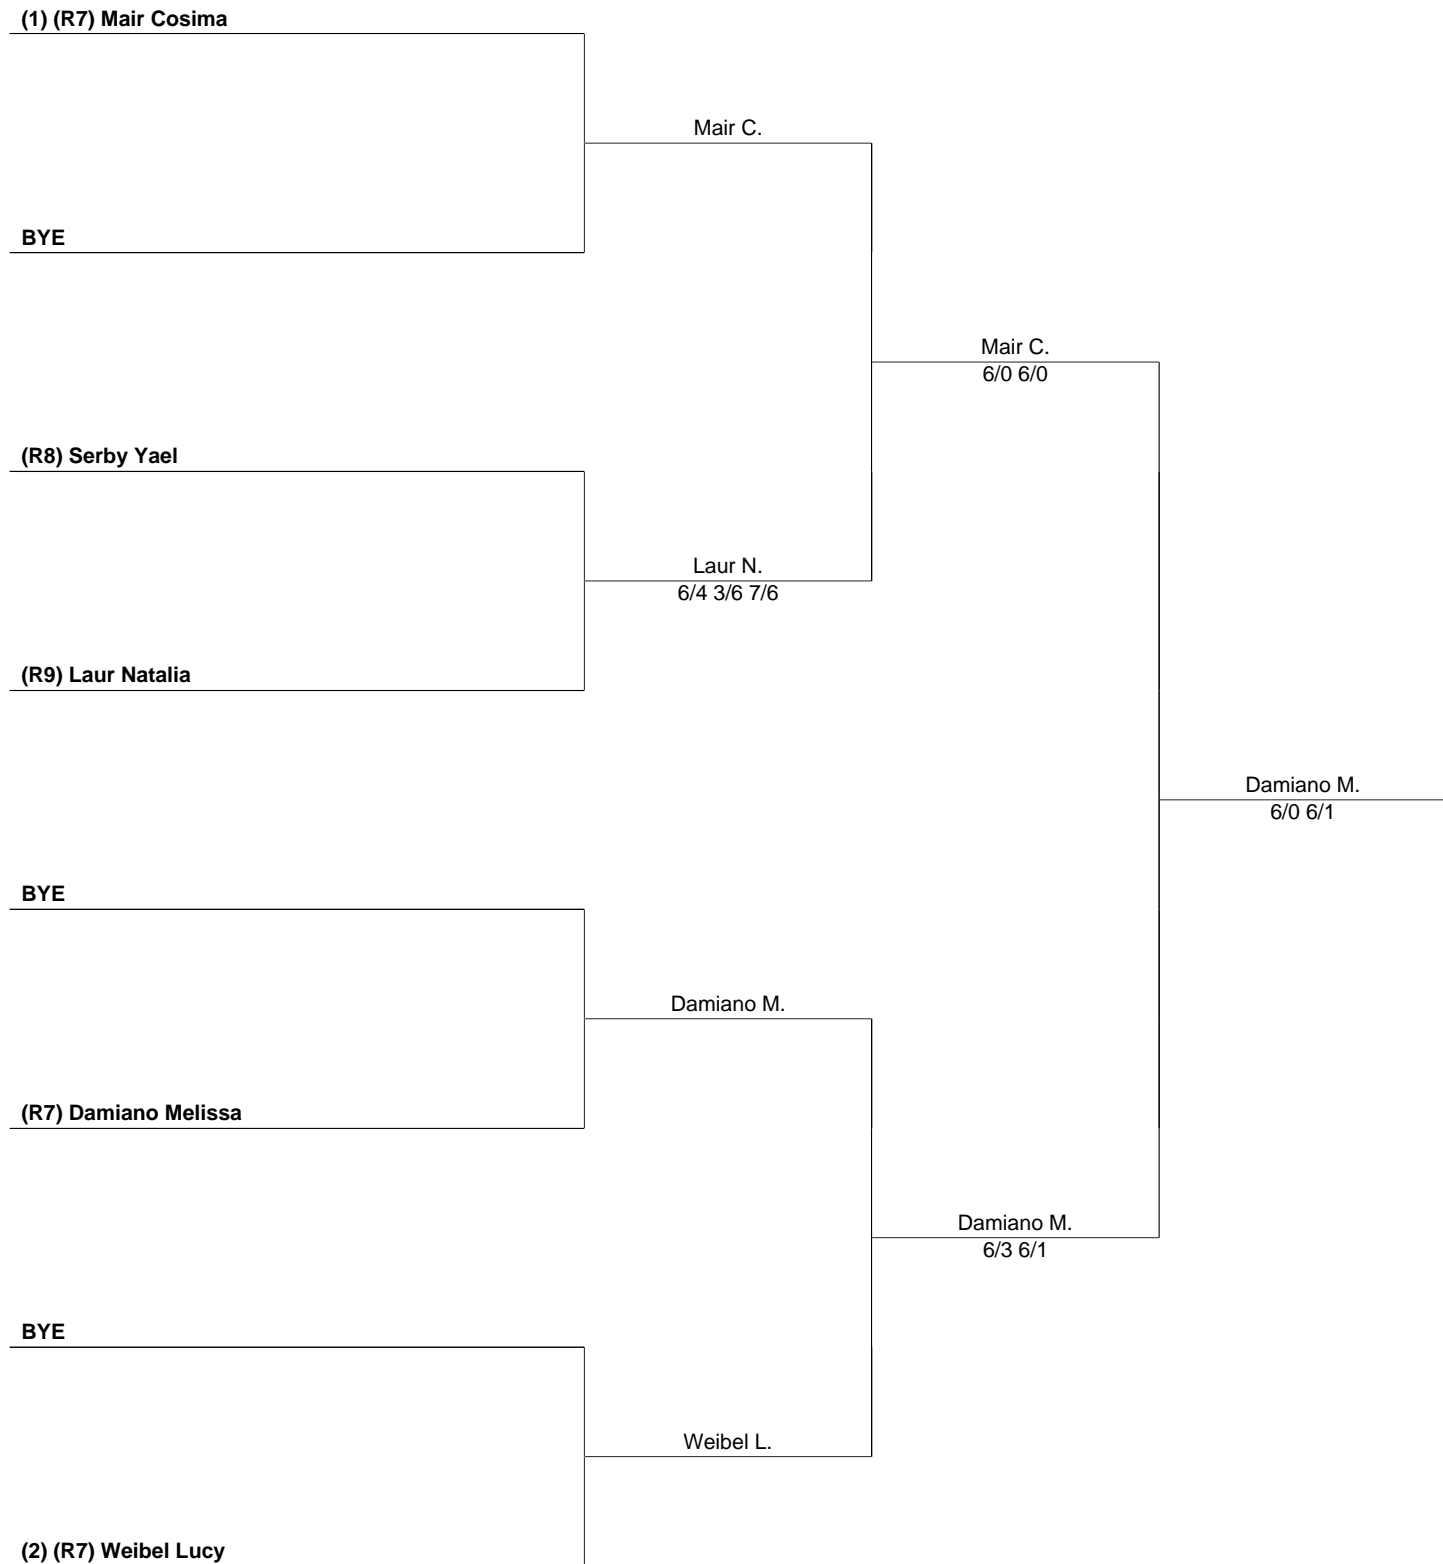 (1) (R7) Mair Cosima
Mair C.
BYE
Mair C.
6/0 6/0
(R8) Serby Yael
Laur N.
6/4 3/6 7/6
(R9) Laur Natalia
Damiano M.
6/0 6/1
BYE
Damiano M.
(R7) Damiano Melissa
Damiano M.
6/3 6/1
BYE
Weibel L.
(2) (R7) Weibel Lucy